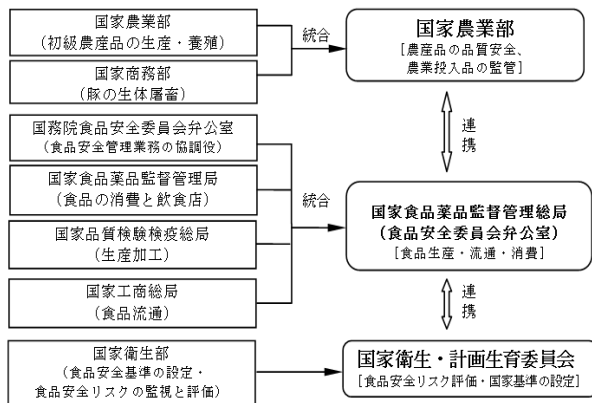 国家農業部
(初級農産品の生産・養殖)
国家商務部
(豚の生体屠畜)
統合
国家農業部
[農産品の品質安全、
農業投入品の監管]
連携
国務院食品安全委員会弁公室
(食品安全管理業務の協調役)
国家食品薬品監督管理局
(食品の消費と飲食店)
国家品質検験検疫総局
(生産加工)
国家工商総局
(食品流通)
統合
国家食品薬品監督管理総局
(食品安全委員会弁公室)
[食品生産・流通・消費]
連携
国家衛生部
(食品安全基準の設定・
食品安全リスクの監視と評価)
国家衛生・計画生育委員会
[食品安全リスク評価・国家基準の設定]